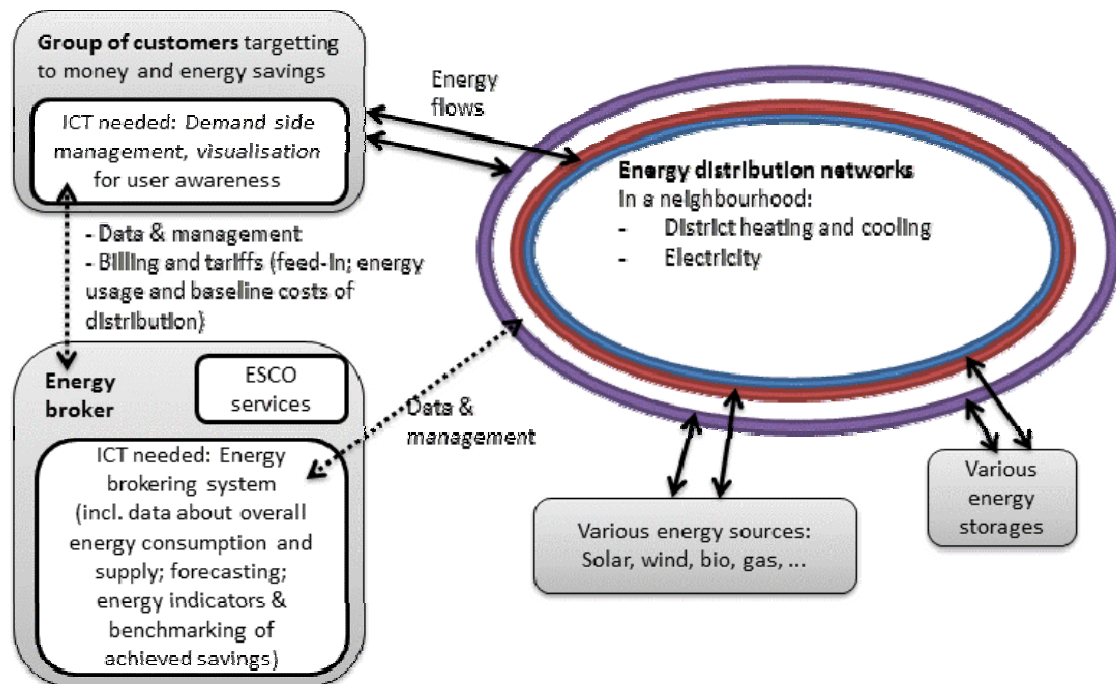 Group of customers targetting
to money and energy savings
ICT needed: Demand side
management, visualisation
for user awareness
Energy
flows
Energy distribution networks
In a neighbourhood:
- District heating and cooling
- Electricity
- Data & management
- Billing and tariffs (feed-in; energy
usage and baseline costs of
distribution)
Energy
broker
ESCO
services
Data &
management
ICT needed: Energy
brokering system
(incl. data about overall
energy consumption and
supply; forecasting;
energy indicators &
benchmarking of
achieved savings)
Various energy sources:
Solar, wind, bio, gas, ...
Various
energy
storages